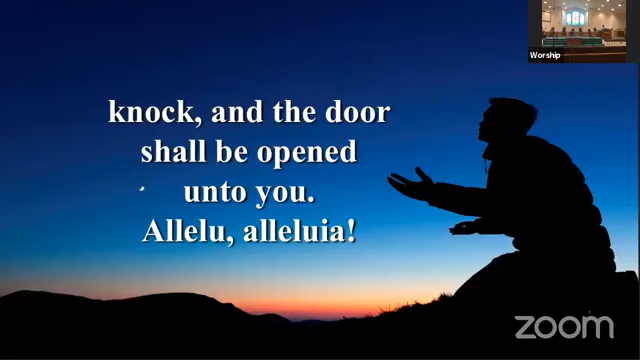 Worship
knock, and the door
shall be opened
unto you.
Allelu, alleluia!
zoom